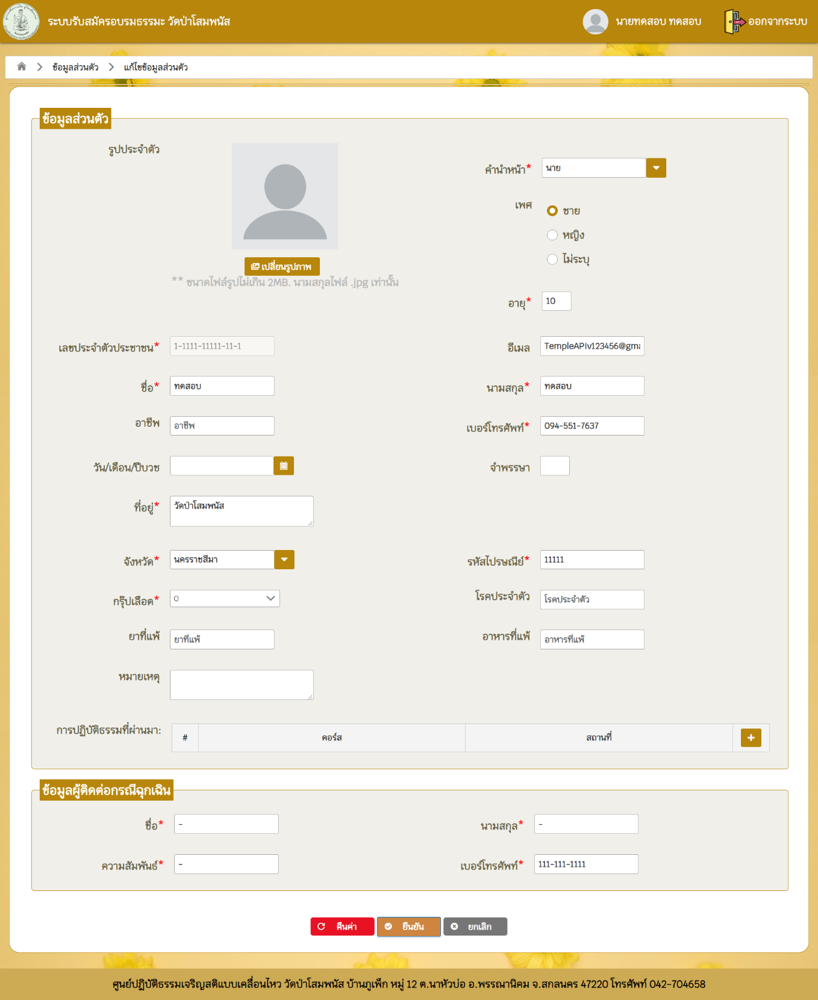 ระบบรับสมัครอบรมธรรมะ วัดป่าโสมพนัส
นายทดสอบ ทดสอบ
ออกจากระบบ
ข้อมูลส่วนตัว
แก้ไขข้อมูลส่วนตัว
ข้อมูลส่วนตัว
รูปประจำตัว
เปลี่ยนรูปภาพ
** ขนาดไฟล์รูปไม่เกิน 2MB. นามสกุลไฟล์ .jpg เท่านั้น
คำนำหน้า* นาย
เพศ
ชาย
หญิง
ไม่ระบุ
อายุ* 10
เลขประจำตัวประชาชน* 1-1111-11111-11-1
อีเมล TempleAPIv123456@gma
ชื่อ* ทดสอบ
นามสกุล* ทดสอบ
อาชีพ อาชีพ
เบอร์โทรศัพท์* 094-551-7637
วัน/เดือน/ปีบวช
จำพรรษา
ที่อยู่* วัดป่าโสมพนัส
จังหวัด* นครราชสีมา
รหัสไปรษณีย์* 11111
กรุ๊ปเลือด* O
โรคประจำตัว โรคประจำตัว
ยาที่แพ้ ยาที่แพ้
อาหารที่แพ้ อาหารที่แพ้
หมายเหตุ
การปฏิบัติธรรมที่ผ่านมา:
# คอร์ส สถานที่
ข้อมูลผู้ติดต่อกรณีฉุกเฉิน
ชื่อ* -
นามสกุล* -
ความสัมพันธ์* -
เบอร์โทรศัพท์* 111-111-1111
คืนค่า
ยืนยัน
ยกเลิก
ศูนย์ปฏิบัติธรรมเจริญสติแบบเคลื่อนไหว วัดป่าโสมพนัส บ้านภูเพ็ก หมู่ 12 ต.นาหัวบ่อ อ.พรรณานิคม จ.สกลนคร 47220 โทรศัพท์ 042-704658